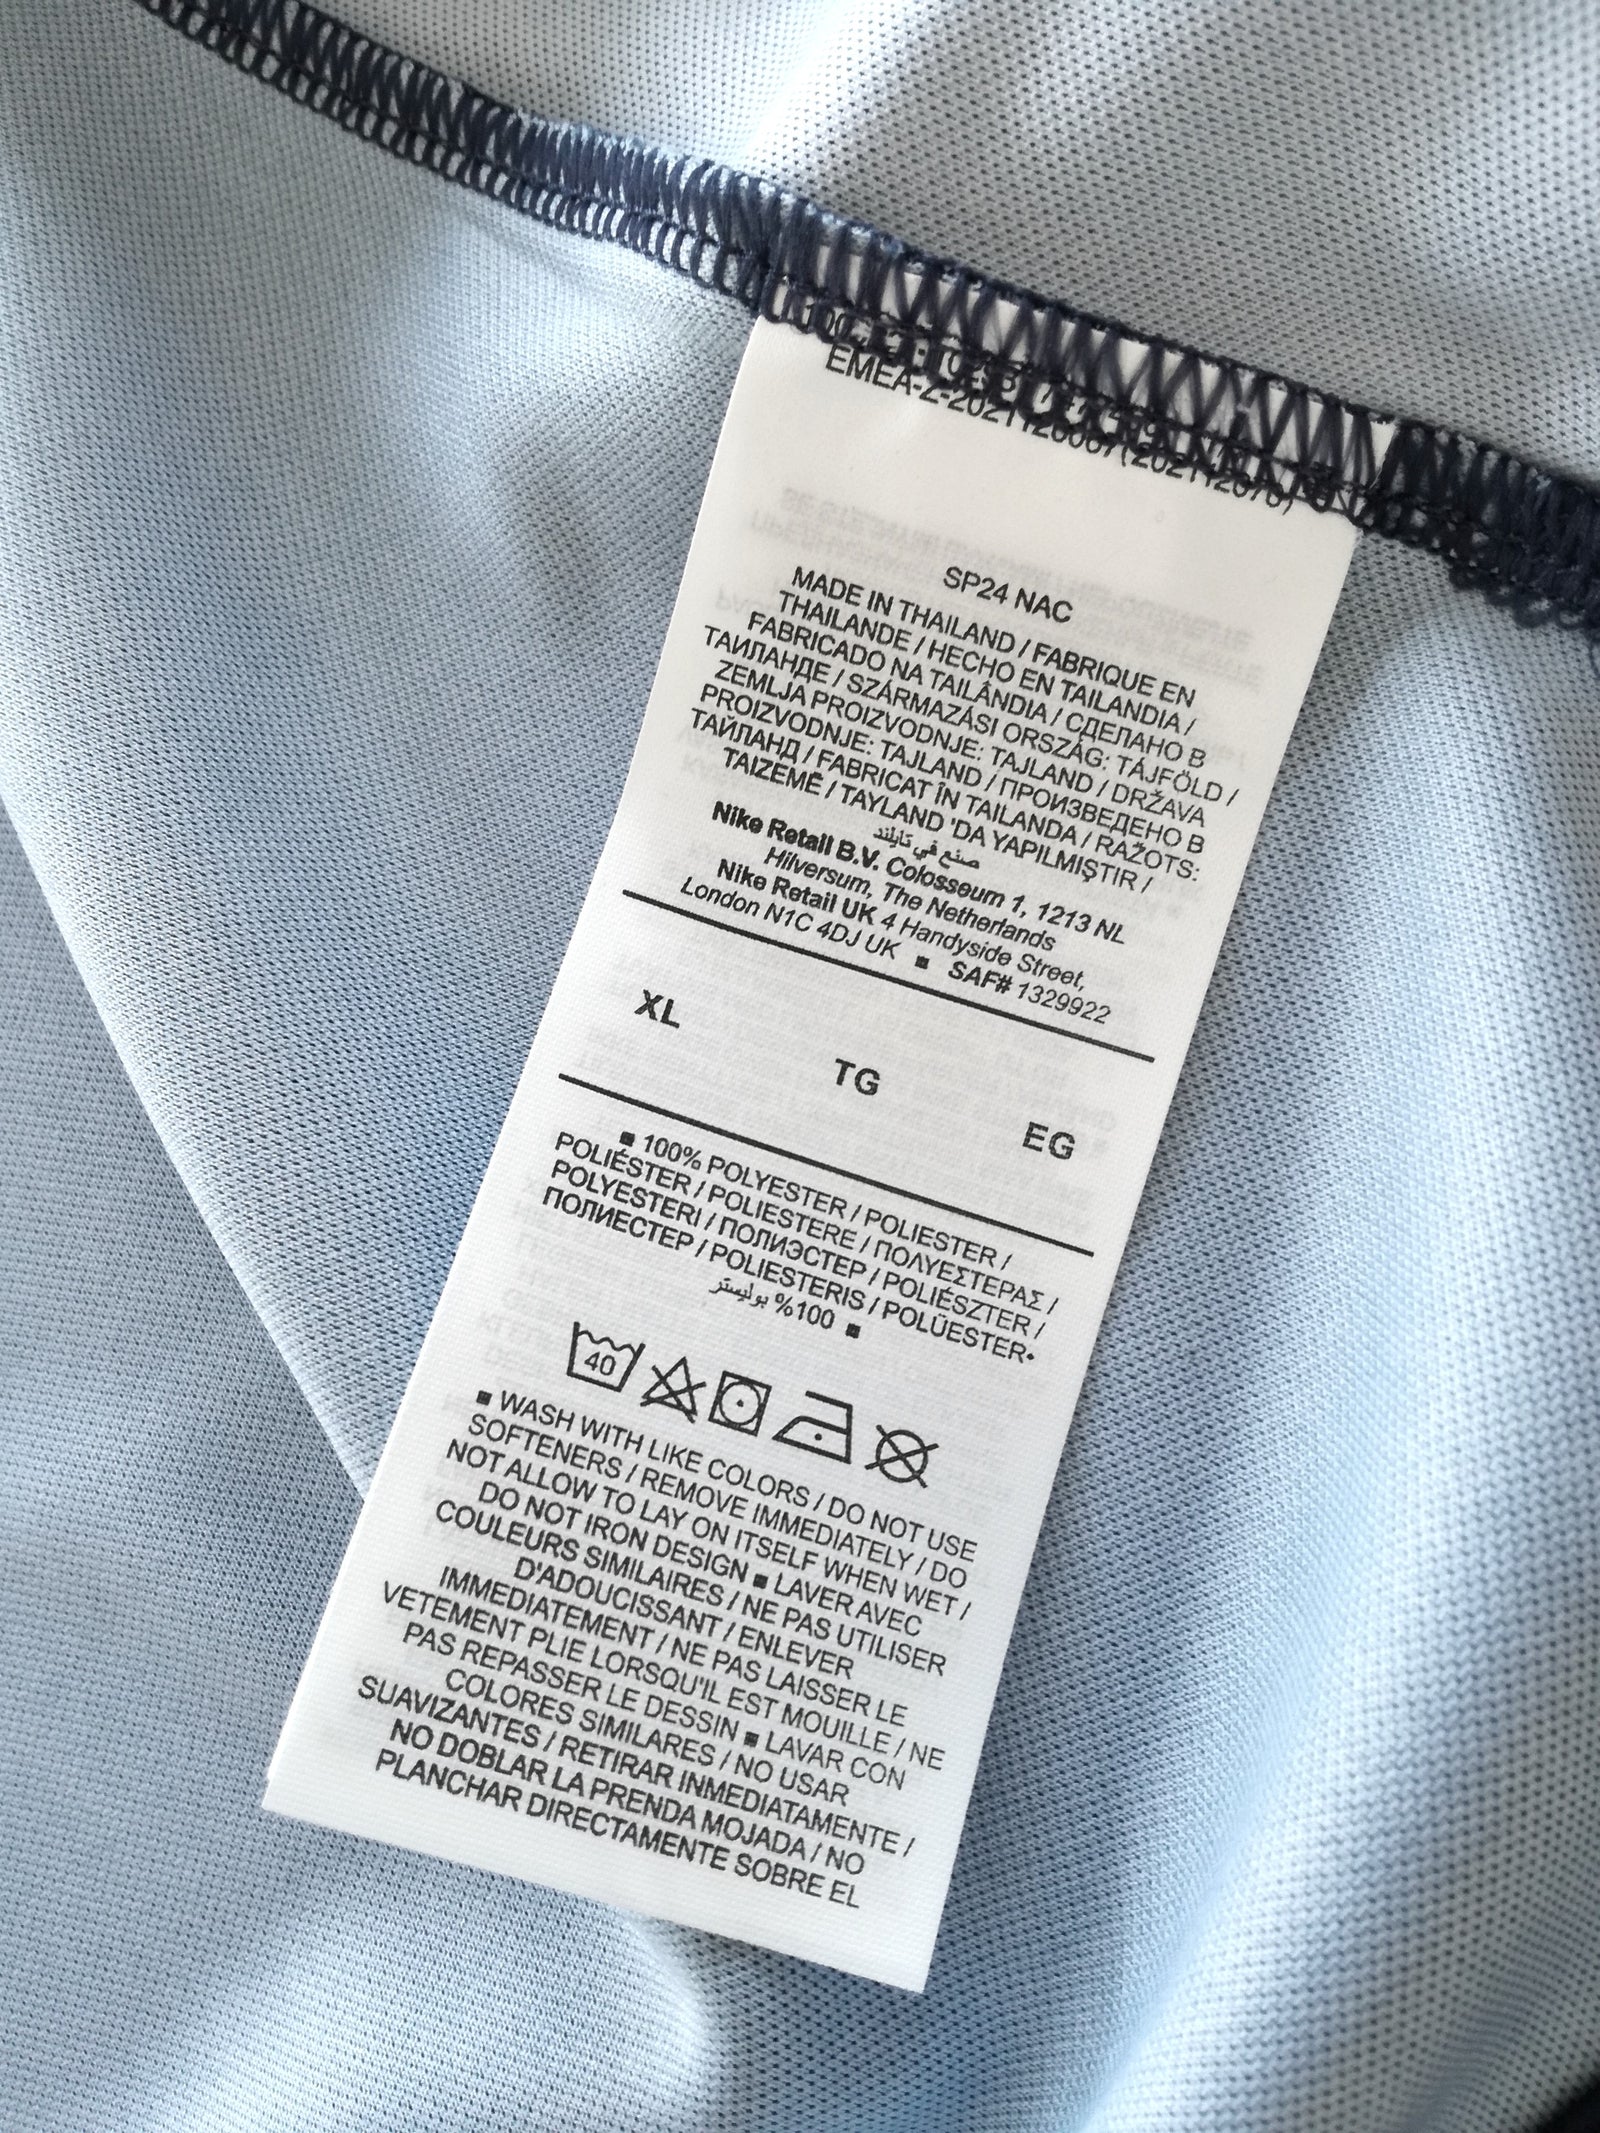 SP24 NAC
MADE IN THAILAND / FABRIQUE EN
THAILANDE / HECHO EN TAILANDIA /
FABRICADO NA TAILÂNDIA / СДЕЛАНО В
ТАИЛАНДЕ / SZÁRMAZÁSI ORSZÁG: TÁJFÖLD /
ZEMLJA PROIZVODNJE: TAJLAND / DRŽAVA
PROIZVODNJE: TAJLAND / ПРОИЗВЕДЕНО В
ТАЙЛАНД / FABRICAT ÎN TAILANDA / RAŽOTS:
TAIZEMĒ / TAYLAND 'DA YAPILMIŞTIR /
صنع في تايلند
Nike Retail B.V. Colosseum 1, 1213 NL
Hilversum, The Netherlands
Nike Retail UK 4 Handyside Street,
London N1C 4DJ UK ■ SAF# 1329922
XL TG EG
■ 100% POLYESTER / POLIESTER /
POLIÉSTER / POLIESTERE / ΠΟΛΥΕΣΤΕΡΑΣ /
POLYESTERI / ПОЛИЭСТЕР / POLIÉSZTER /
ПОЛИЕСТЕР / POLIESTERIS / POLÜESTER•
100% بوليستر ■
40
■ WASH WITH LIKE COLORS / DO NOT USE
SOFTENERS / REMOVE IMMEDIATELY / DO
NOT ALLOW TO LAY ON ITSELF WHEN WET /
DO NOT IRON DESIGN ■ LAVER AVEC
COULEURS SIMILAIRES / NE PAS UTILISER
D'ADOUCISSANT / ENLEVER
IMMEDIATEMENT / NE PAS LAISSER LE
VETEMENT PLIE LORSQU'IL EST MOUILLE / NE
PAS REPASSER LE DESSIN ■ LAVAR CON
COLORES SIMILARES / NO USAR
SUAVIZANTES / RETIRAR INMEDIATAMENTE /
NO DOBLAR LA PRENDA MOJADA / NO
PLANCHAR DIRECTAMENTE SOBRE EL